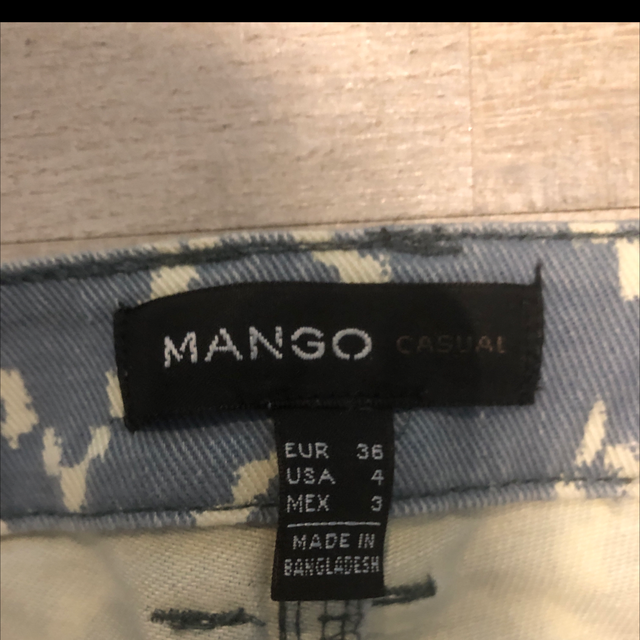 MANGO CASUAL
EUR 36
USA 4
MEX 3
MADE IN
BANGLADESH